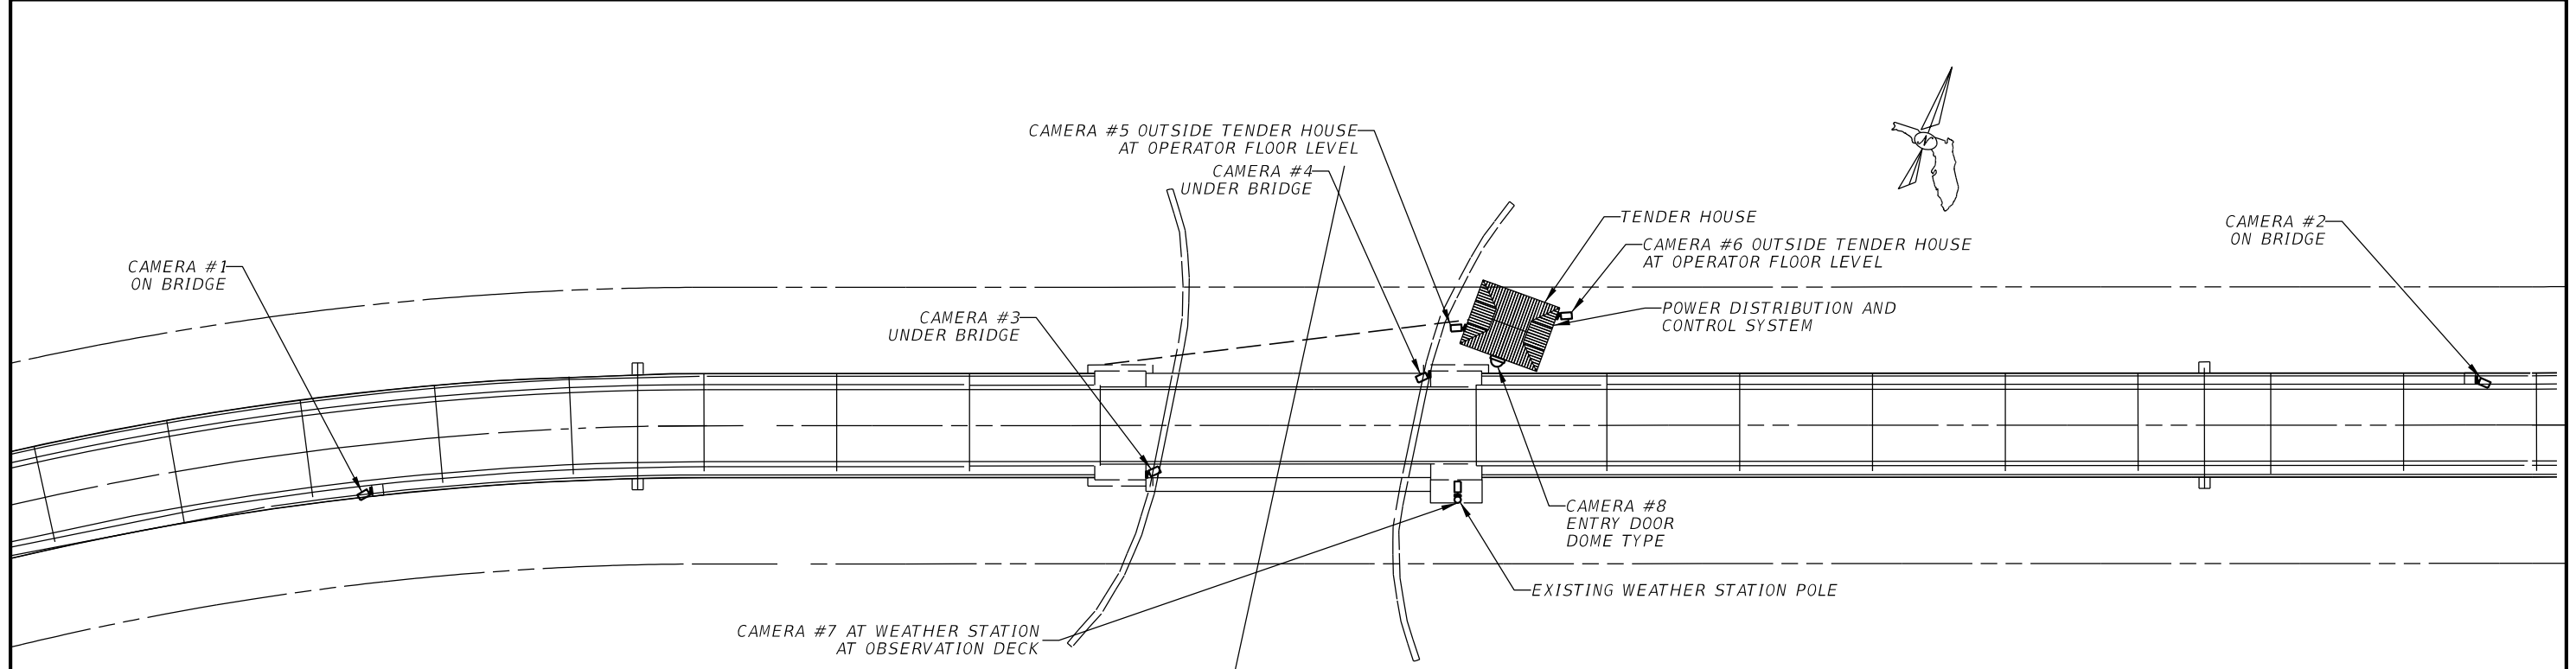 CAMERA #5 OUTSIDE TENDER HOUSE
AT OPERATOR FLOOR LEVEL
CAMERA #4
UNDER BRIDGE
TENDER HOUSE
CAMERA #2
ON BRIDGE
CAMERA #6 OUTSIDE TENDER HOUSE
AT OPERATOR FLOOR LEVEL
CAMERA #1
ON BRIDGE
POWER DISTRIBUTION AND
CONTROL SYSTEM
CAMERA #3
UNDER BRIDGE
CAMERA #8
ENTRY DOOR
DOME TYPE
EXISTING WEATHER STATION POLE
CAMERA #7 AT WEATHER STATION
AT OBSERVATION DECK